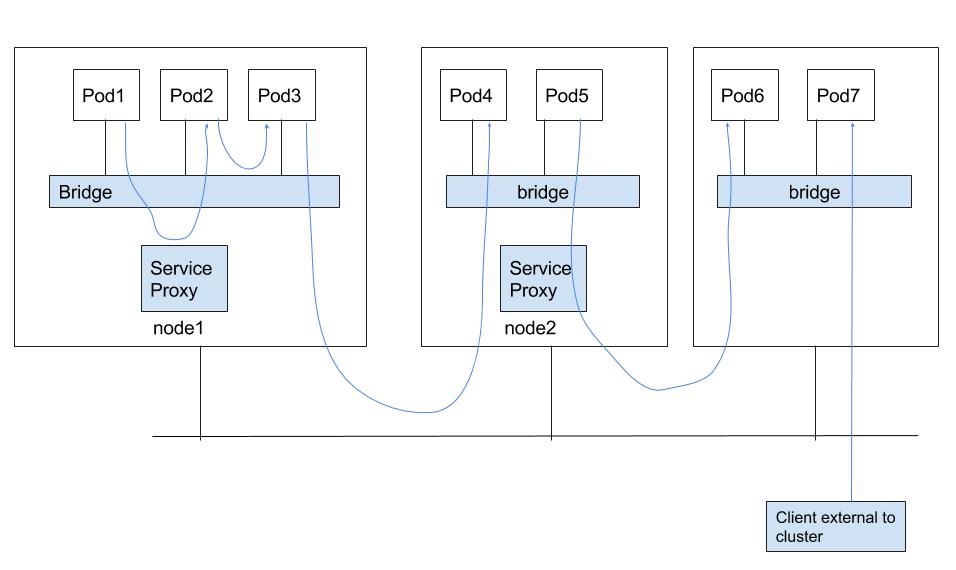 Pod1
Pod2
Pod3
Pod4
Pod5
Pod6
Pod7
Bridge
bridge
bridge
Service
Proxy
Service
Proxy
node1
node2
Client external to
cluster